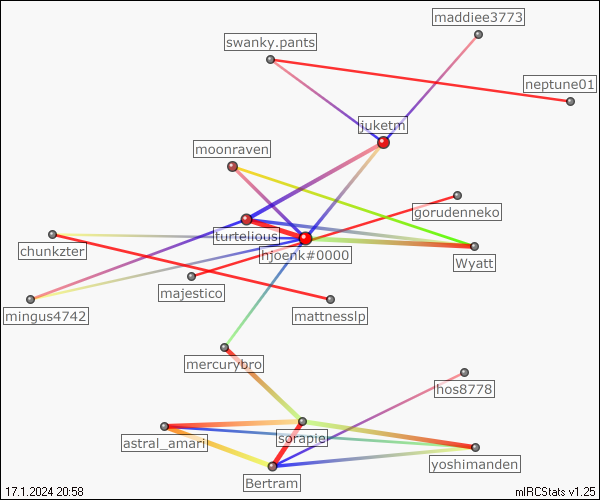 maddiee3773
swanky.pants
neptune01
juketm
moonraven
gorudenneko
turtelious
chunkzter
hjoenk#0000
Wyatt
majestico
mingus4742
mattnesslp
mercurybro
hos8778
sorapie
astral_amari
yoshimanden
Bertram
17.1.2024 20:58
mIRCStats v1.25